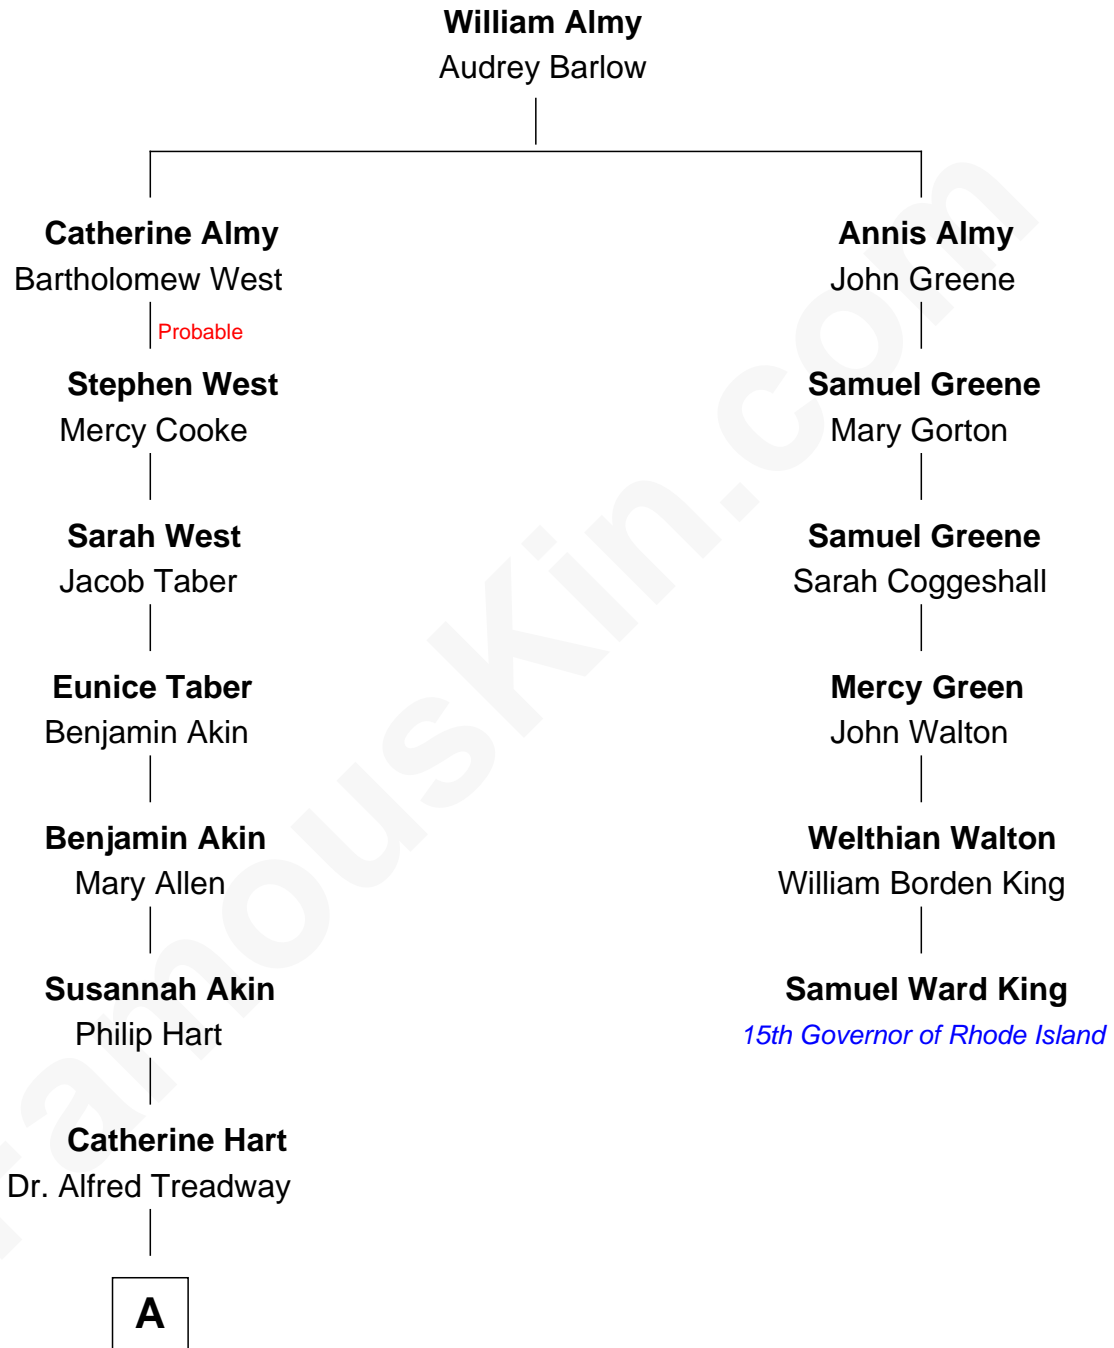 William Almy
Audrey Barlow
Catherine Almy
Bartholomew West
Probable
Stephen West
Mercy Cooke
Sarah West
Jacob Taber
Eunice Taber
Benjamin Akin
Benjamin Akin
Mary Allen
Susannah Akin
Philip Hart
Catherine Hart
Dr. Alfred Treadway
A
Annis Almy
John Greene
Samuel Greene
Mary Gorton
Samuel Greene
Sarah Coggeshall
Mercy Green
John Walton
Welthian Walton
William Borden King
Samuel Ward King
15th Governor of Rhode Island
FamousKin.com